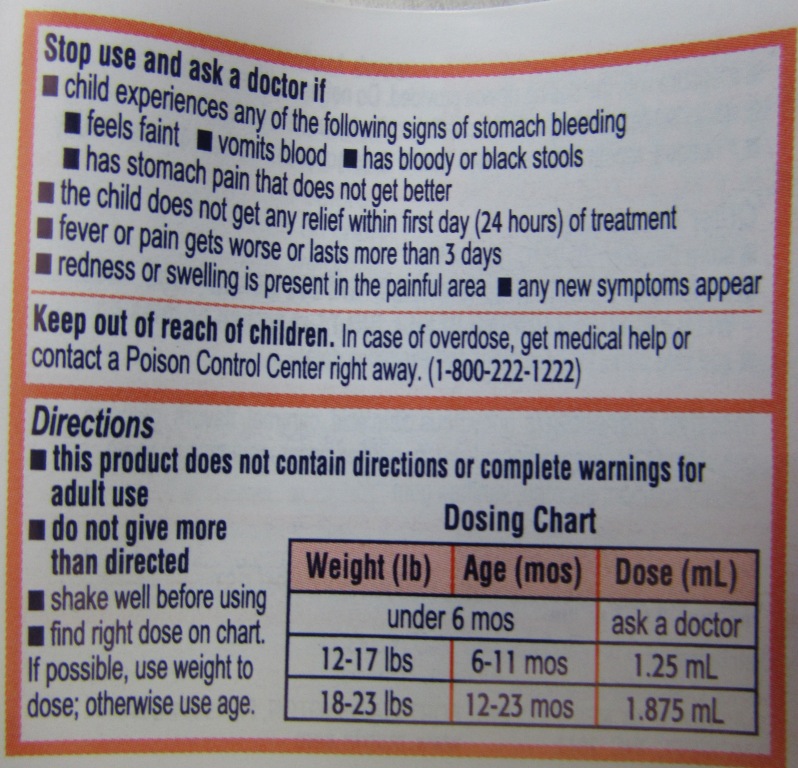 Stop use and ask a doctor if
■ child experiences any of the following signs of stomach bleeding
■ feels faint ■ vomits blood ■ has bloody or black stools
■ has stomach pain that does not get better
■ the child does not get any relief within first day (24 hours) of treatment
■ fever or pain gets worse or lasts more than 3 days
■ redness or swelling is present in the painful area ■ any new symptoms appear
Keep out of reach of children. In case of overdose, get medical help or
contact a Poison Control Center right away. (1-800-222-1222)
Directions
■ this product does not contain directions or complete warnings for
adult use
■ do not give more
than directed
■ shake well before using
■ find right dose on chart.
If possible, use weight to
dose; otherwise use age.
Dosing Chart
Weight (lb) Age (mos) Dose (mL)
under 6 mos ask a doctor
12-17 lbs 6-11 mos 1.25 mL
18-23 lbs 12-23 mos 1.875 mL